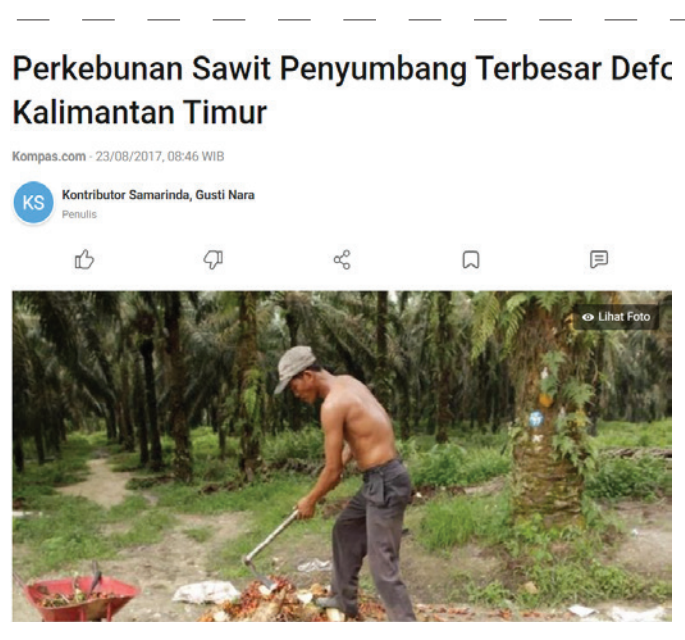 Perkebunan Sawit Penyumbang Terbesar
Kalimantan Timur
Kompas.com - 23/08/2017, 08:46 WIB
KS
Kontributor Samarinda, Gusti Nara
Penulis
Lihat Foto